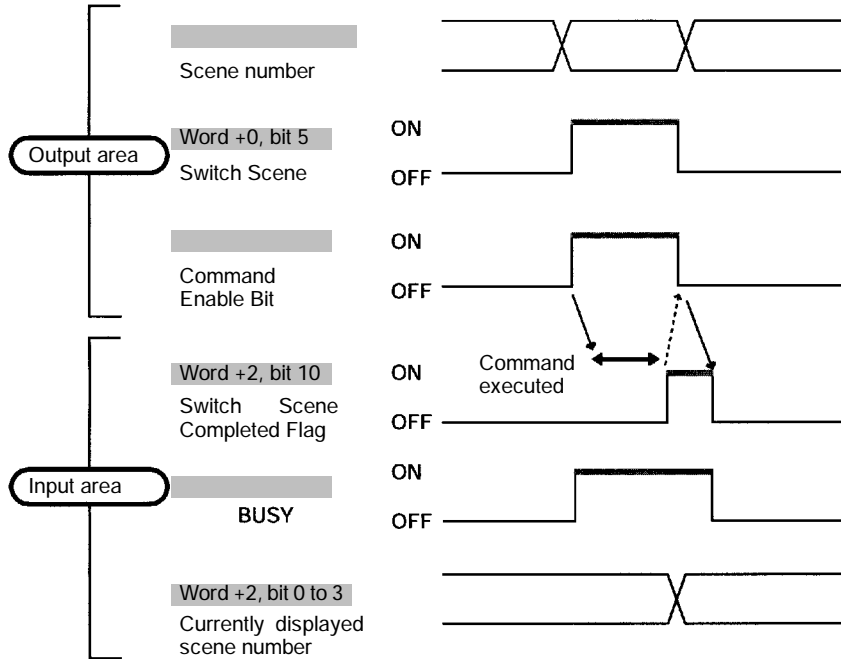 Scene number
Output area
Word +0, bit 5
Switch Scene
ON
OFF
Command
Enable Bit
ON
OFF
Command
executed
Input area
Word +2, bit 10
Switch Scene
Completed Flag
ON
OFF
BUSY
ON
OFF
Word +2, bit 0 to 3
Currently displayed
scene number